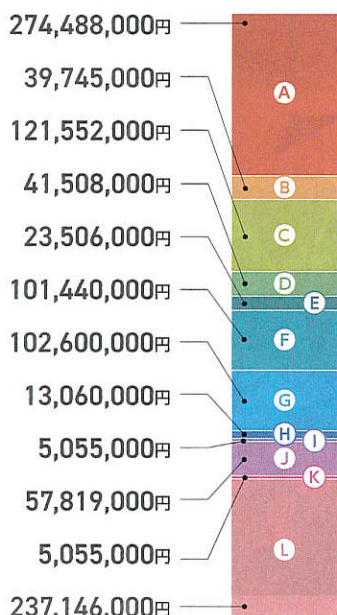 274,488,000円
A
39,745,000円
B
121,552,000円
C
41,508,000円
D
23,506,000円
E
101,440,000円
F
102,600,000円
G
13,060,000円
H
5,055,000円
I
57,819,000円
J
5,055,000円
K
L
237,146,000円